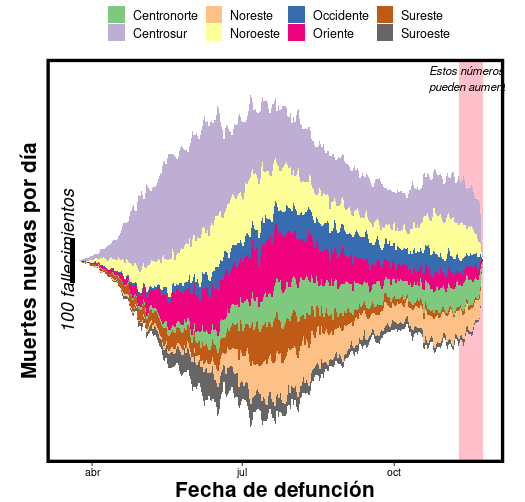 Centronorte Noreste Occidente Sureste
Centrosur Noroeste Oriente Suroeste
Estos números
pueden aument
Muertes nuevas por día
100 fallecimientos
abr jul oct
Fecha de defunción